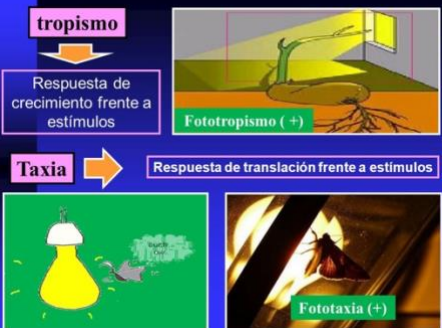 tropismo
Respuesta de
crecimiento frente a
estímulos
Fototropismo ( +)
Taxia
Respuesta de translación frente a estímulos
Fototaxia (+)